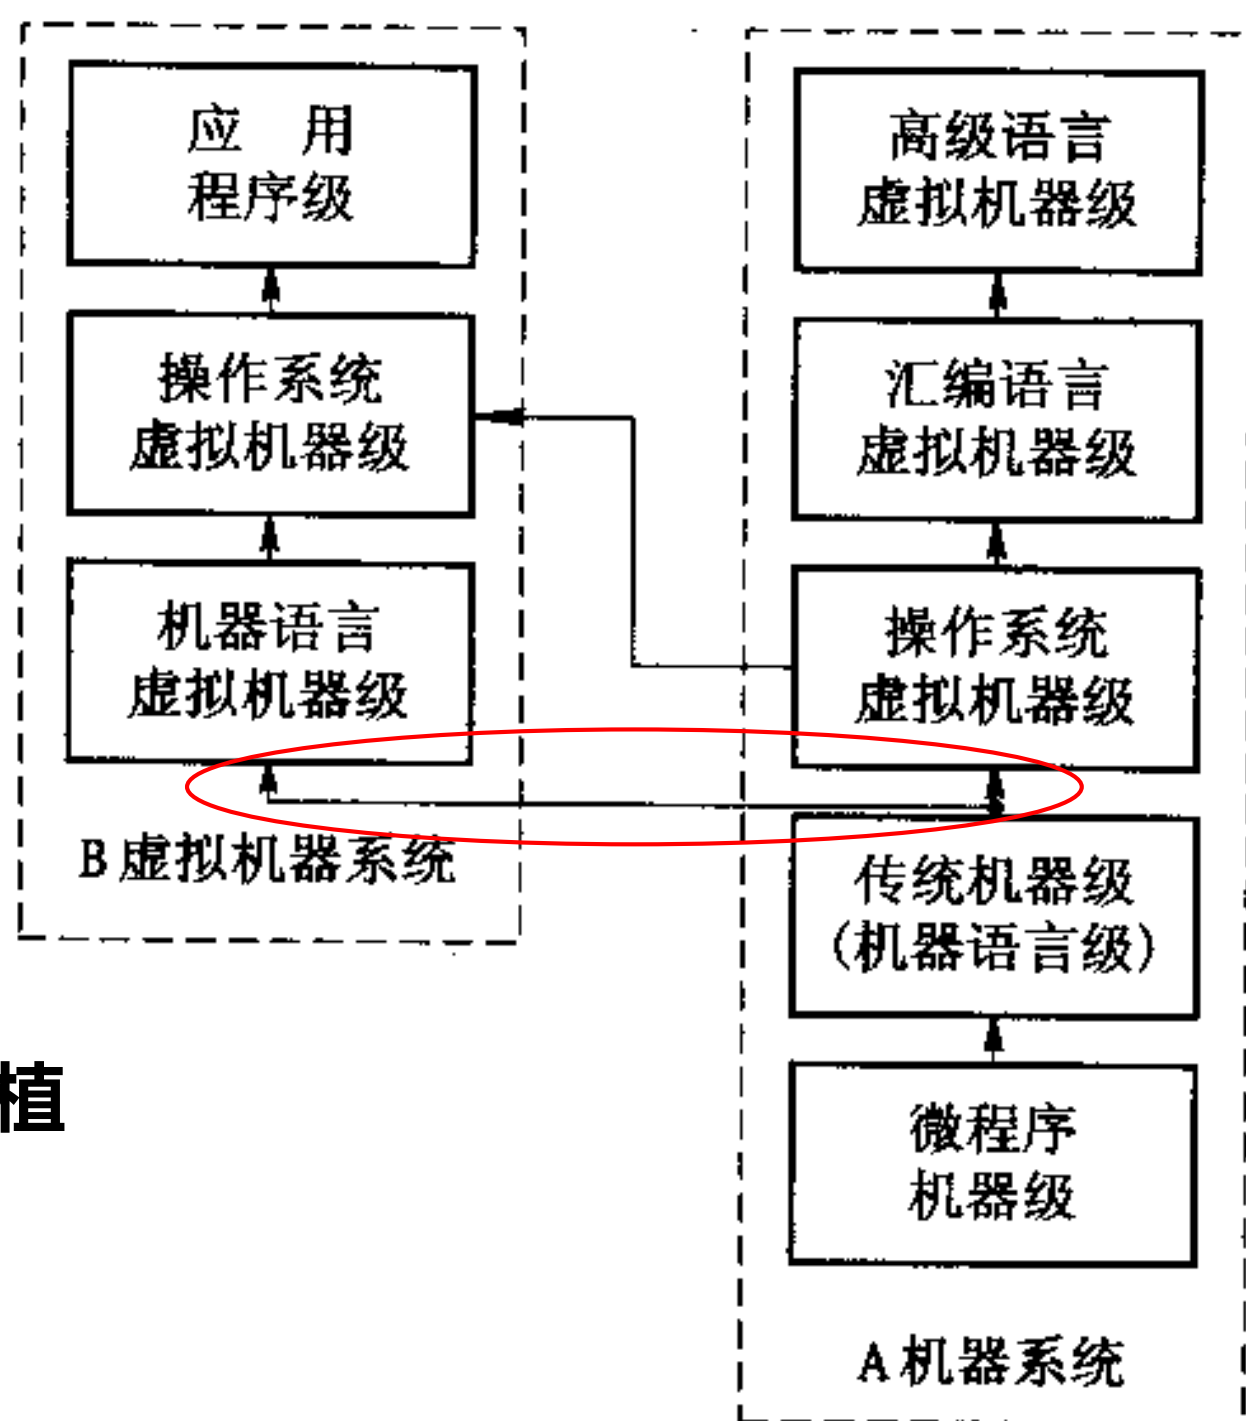 应 用
程序级
操作系统
虚拟机器级
机器语言
虚拟机器级
B虚拟机器系统
植
高级语言
虚拟机器级
汇编语言
虚拟机器级
操作系统
虚拟机器级
传统机器级
(机器语言级)
微程序
机器级
A机器系统